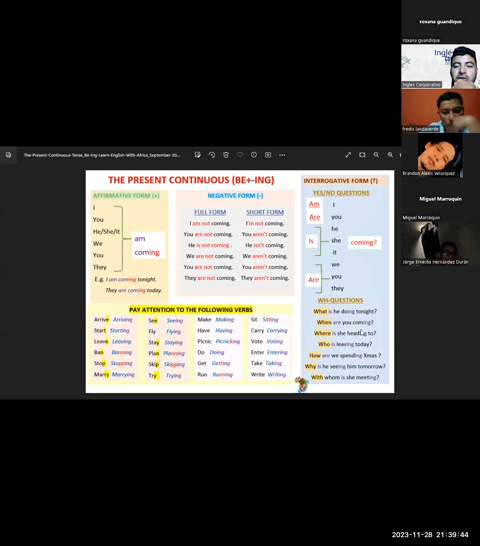 roxana guandique
roxana guandique
Inglés
Ingles Corporativo
Brandon Alexis Velazquez
Miguel Marroquin
Miguel Marroquin
Jorge Ernesto Hernández Durán
The-Present-Continuous-Tense_Be-Ing-Learn-English-With-Africa_September-20...
THE PRESENT CONTINUOUS (BE+-ING)
AFFIRMATIVE FORM (+)
I
You
He/She/It
We
You
They
am
coming
E.g. I am coming tonight.
They are coming today.
NEGATIVE FORM (-)
FULL FORM
I am not coming.
You are not coming.
He is not coming .
We are not coming.
You are not coming.
They are not coming.
SHORT FORM
I'm not coming.
You aren't coming.
He isn't coming.
We aren't coming.
You aren't coming.
They aren't coming.
INTERROGATIVE FORM (?)
YES/NO QUESTIONS
Am I
Are you
he
Is she coming?
it
we
Are you
they
WH-QUESTIONS
What is he doing tonight?
When are you coming?
Where is she heading to?
Who is leaving today?
How are we spending Xmas ?
Why is he seeing him tomorrow?
With whom is she meeting?
PAY ATTENTION TO THE FOLLOWING VERBS
Arrive Arriving
Start Starting
Leave Leaving
Ban Banning
Stop Stopping
Marry Marrying
See Seeing
Fly Flying
Stay Staying
Plan Planning
Skip Skipping
Try Trying
Make Making
Have Having
Picnic Picnicking
Do Doing
Get Getting
Run Running
Sit Sitting
Carry Carrying
Vote Voting
Enter Entering
Take Taking
Write Writing
2023-11-28 21:39:44